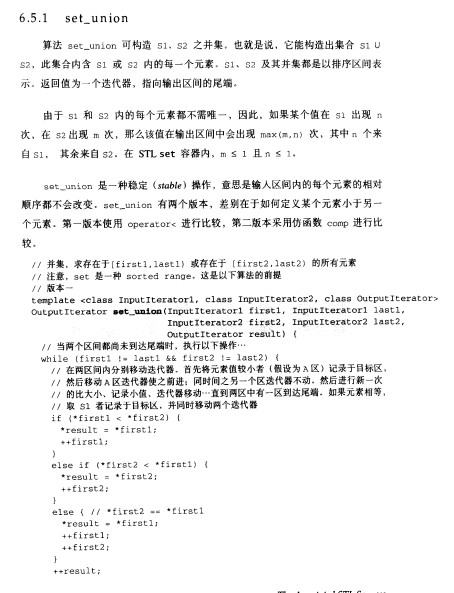 6.5.1 set_union
算法 set_union 可构造 S1、S2 之并集。也就是说，它能构造出集合 S1 ∪
S2，此集合内含 S1 或 S2 内的每一个元素。S1、S2 及其并集都是以排序区间表
示。返回值为一个迭代器，指向输出区间的尾端。
由于 S1 和 S2 内的每个元素都不需唯一，因此，如果某个值在 S1 出现 n
次，在 S2 出现 m 次，那么该值在输出区间中会出现 max(m,n) 次，其中 n 个来
自 S1，其余来自 S2。在 STL set 容器内，m ≤ 1 且 n ≤ 1。
set_union 是一种稳定（stable）操作，意思是输入区间内的每个元素的相对
顺序都不会改变。set_union 有两个版本，差别在于如何定义某个元素小于另一
个元素。第一版本使用 operator< 进行比较，第二版本采用仿函数 comp 进行比
较。
// 并集，求存在于[first1,last1) 或存在于 [first2,last2) 的所有元素
// 注意，set 是一种 sorted range。这是以下算法的前提
// 版本一
template <class InputIterator1, class InputIterator2, class OutputIterator>
OutputIterator set_union(InputIterator1 first1, InputIterator1 last1,
InputIterator2 first2, InputIterator2 last2,
OutputIterator result) {
// 当两个区间都尚未到达尾端时，执行以下操作…
while (first1 != last1 && first2 != last2) {
// 在两区间内分别移动迭代器。首先将元素值较小者（假设为A区）记录于目标区，
// 然后移动A区迭代器使之前进；同时间之另一个区迭代器不动。然后进行新一次
// 的比大小、记录小值、迭代器移动…直到两区中有一区到达尾端。如果元素相等，
// 取 S1 者记录于目标区，并同时移动两个迭代器
if (*first1 < *first2) {
*result = *first1;
++first1;
}
else if (*first2 < *first1) {
*result = *first2;
++first2;
}
else { // *first2 == *first1
*result = *first1;
++first1;
++first2;
}
++result;